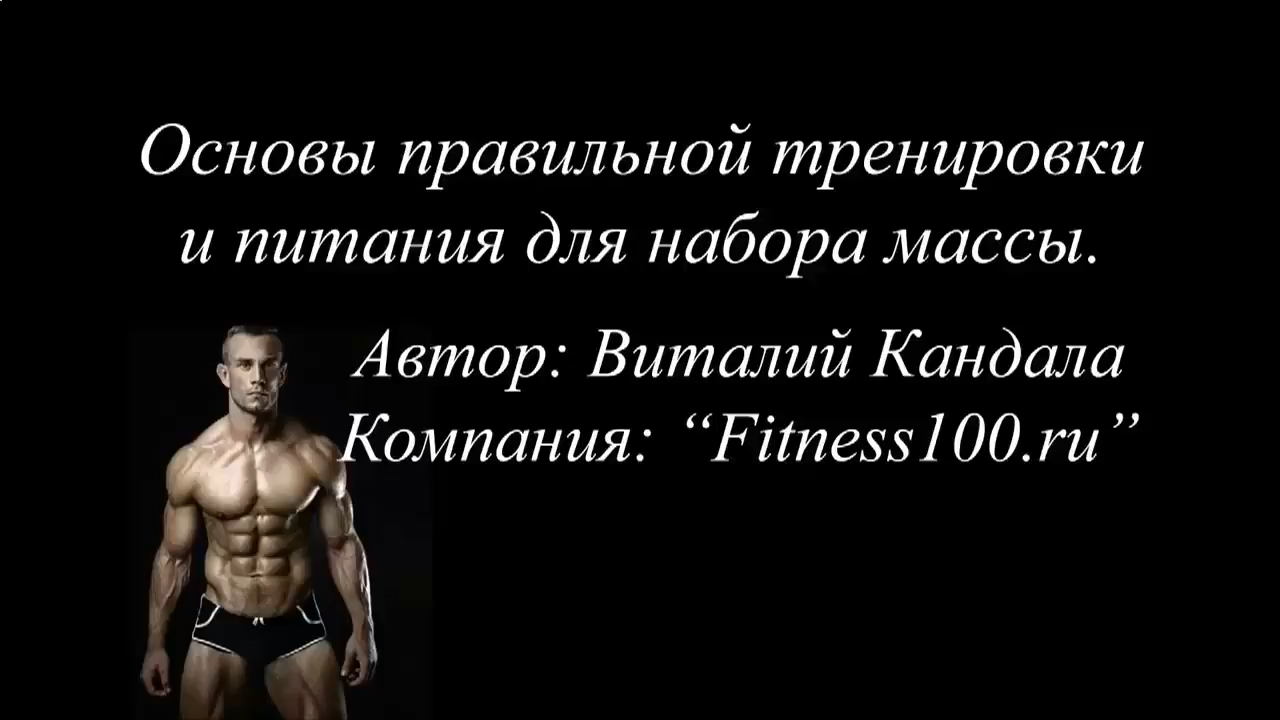 Основы правильной тренировки
и питания для набора массы.
Автор: Виталий Кандала
Компания: “Fitness100.ru”